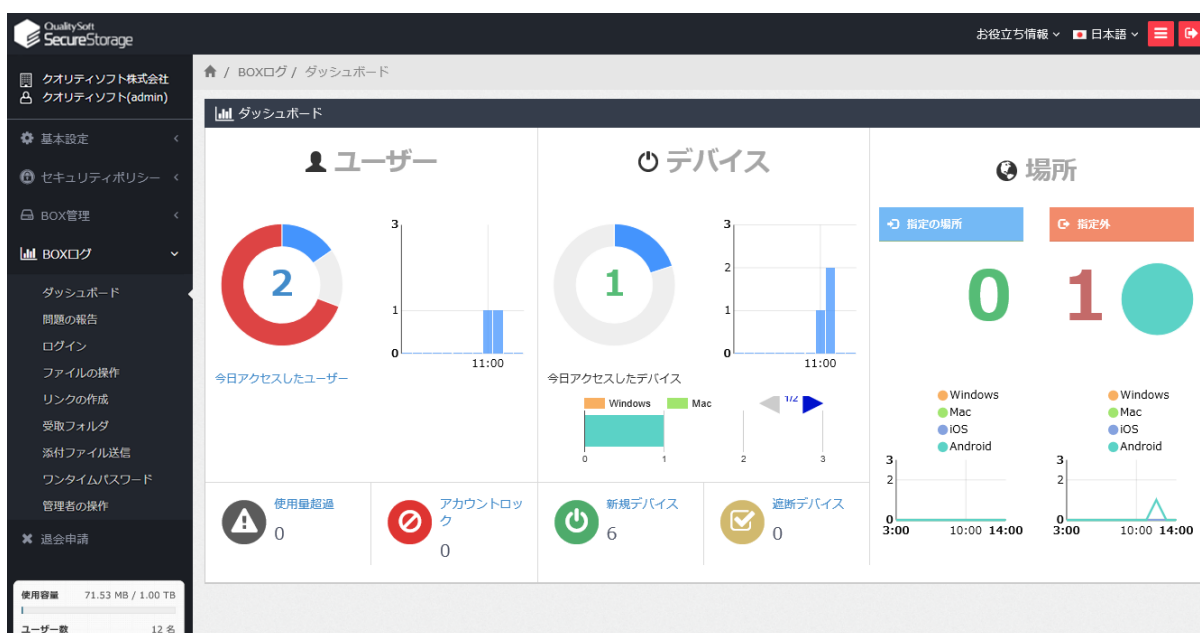 QualitySoft
SecureStorage
お役立ち情報
日本語
クオリティソフト株式会社
クオリティソフト(admin)
基本設定
セキュリティポリシー
BOX管理
BOXログ
ダッシュボード
問題の報告
ログイン
ファイルの操作
リンクの作成
受取フォルダ
添付ファイル送信
ワンタイムパスワード
管理者の操作
退会申請
使用容量 71.53 MB / 1.00 TB
ユーザー数 12 名
/ BOXログ / ダッシュボード
ダッシュボード
ユーザー
2
3
1
0
11:00
今日アクセスしたユーザー
使用量超過
0
アカウントロッ
ク
0
デバイス
1
3
2
1
0
11:00
今日アクセスしたデバイス
Windows Mac 1/2
0 1 2 3
新規デバイス
6
遮断デバイス
0
場所
指定の場所
0
Windows
Mac
iOS
Android
3
2
0
3:00 10:00 14:00
指定外
1
Windows
Mac
iOS
Android
3
2
0
3:00 10:00 14:00